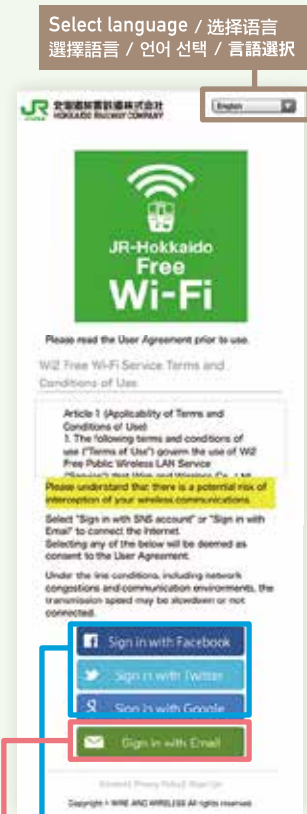 Select language / 选择语言
選擇語言 / 언어 선택 / 言語選択
JR 北海道旅客鉄道株式会社
HOKKAIDO RAILWAY COMPANY
English
JR-Hokkaido
Free
Wi-Fi
Please read the User Agreement prior to use.
Wi2 Free Wi-Fi Service Terms and
Conditions of Use
Article 1 (Applicability of Terms and
Conditions of Use)
1. The following terms and conditions of
use ("Terms of Use") govern the use of Wi2
Free Public Wireless LAN Service
Please understand that there is a potential risk of
interception of your wireless communications.
Select "Sign in with SNS account" or "Sign in with
Email" to connect the Internet.
Selecting any of the below will be deemed as
consent to the User Agreement.
Under the line conditions, including network
congestions and communication environments, the
transmission speed may be slowdown or not
connected.
Sign in with Facebook
Sign in with Twitter
Sign in with Google
Sign in with Email
Privacy Policy
Copyright © WIRE AND WIRELESS All rights reserved.